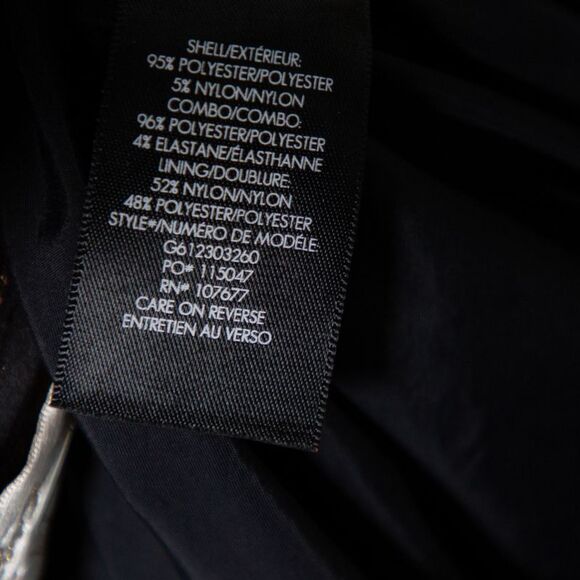 SHELL/EXTÉRIEUR:
95% POLYESTER/POLYESTER
5% NYLON/NYLON
COMBO/COMBO:
96% POLYESTER/POLYESTER
4% ELASTANE/ÉLASTHANNE
LINING/DOUBLURE:
52% NYLON/NYLON
48% POLYESTER/POLYESTER
STYLE#/NUMÉRO DE MODÉLE:
G612303260
PO# 115047
RN# 107677
CARE ON REVERSE
ENTRETIEN AU VERSO